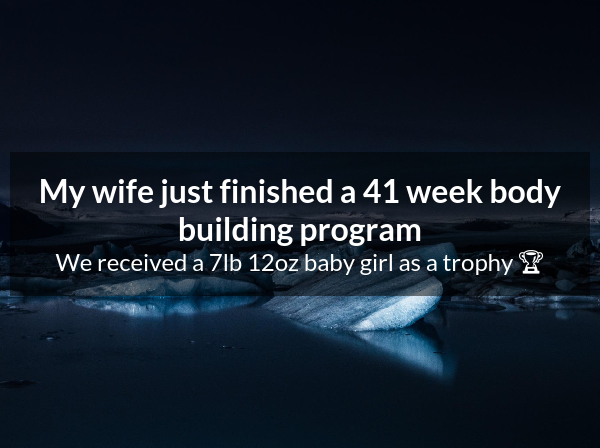 My wife just finished a 41 week body
building program
We received a 7lb 12oz baby girl as a trophy 🏆